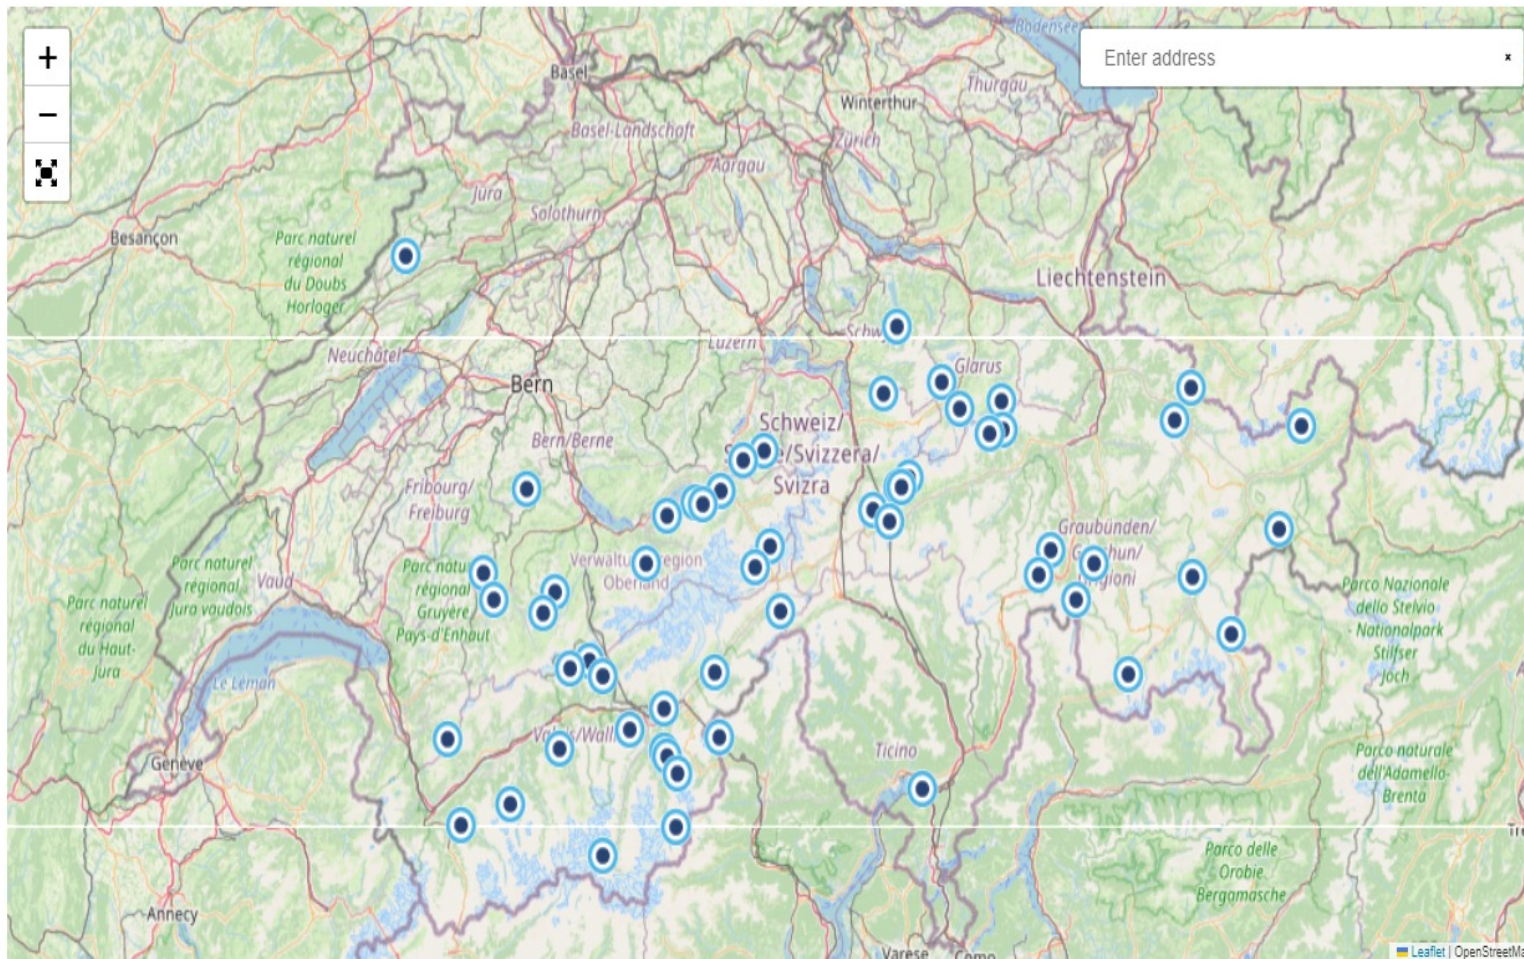 +
Bodensee
Enter address
×
Basel
Thurgau
−
Winterthur
Basel-Landschaft
Zürich
Aargau
Jura
Solothurn
Besançon
Parc naturel
régional
du Doubs
Horloger
Liechtenstein
Luzern
Neuchâtel
Glarus
Bern
Schweiz/
/Svizzera/
Svizra
Bern/Berne
Fribourg/
Freiburg
Graubünden/
Parc naturel
régional
Jura vaudois
Vaud
Gruyère
Pays-d'Enhaut
Oberland
Parc naturel
régional
du Haut-
Jura
Parco Nazionale
dello Stelvio
- Nationalpark
Stilfser
Joch
Le Léman
Genève
Ticino
Parco naturale
dell'Adamello-
Brenta
Parco delle
Orobie
Bergamasche
Annecy
Varese
Como
Leaflet | OpenStreetMa